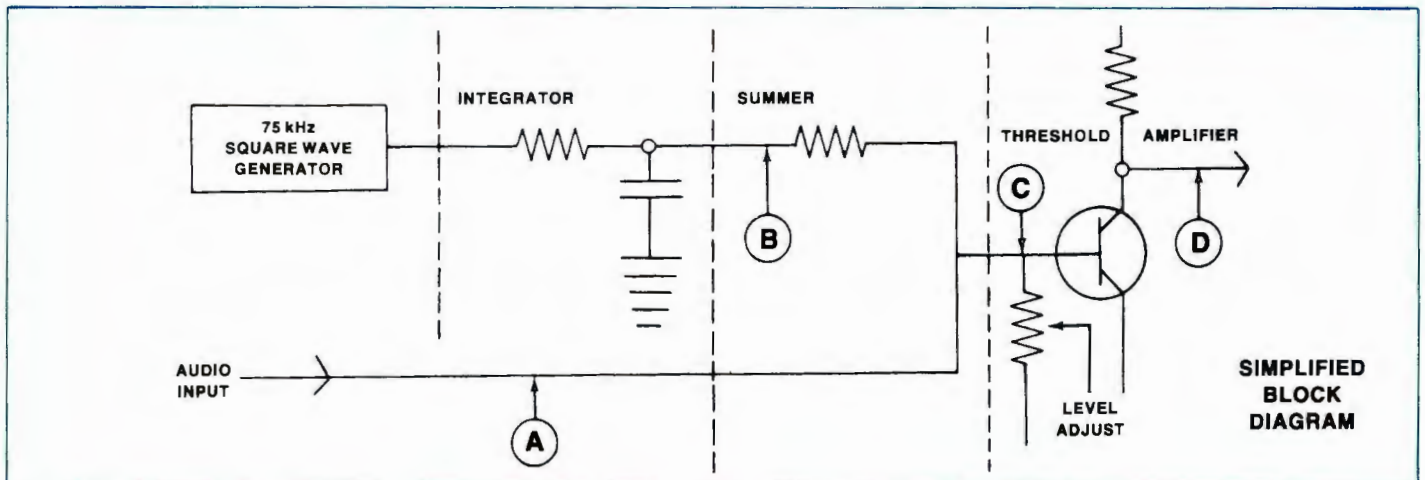 75 kHz
SQUARE WAVE
GENERATOR
INTEGRATOR
SUMMER
THRESHOLD AMPLIFIER
C
B
D
AUDIO
INPUT
A
LEVEL
ADJUST
SIMPLIFIED
BLOCK
DIAGRAM